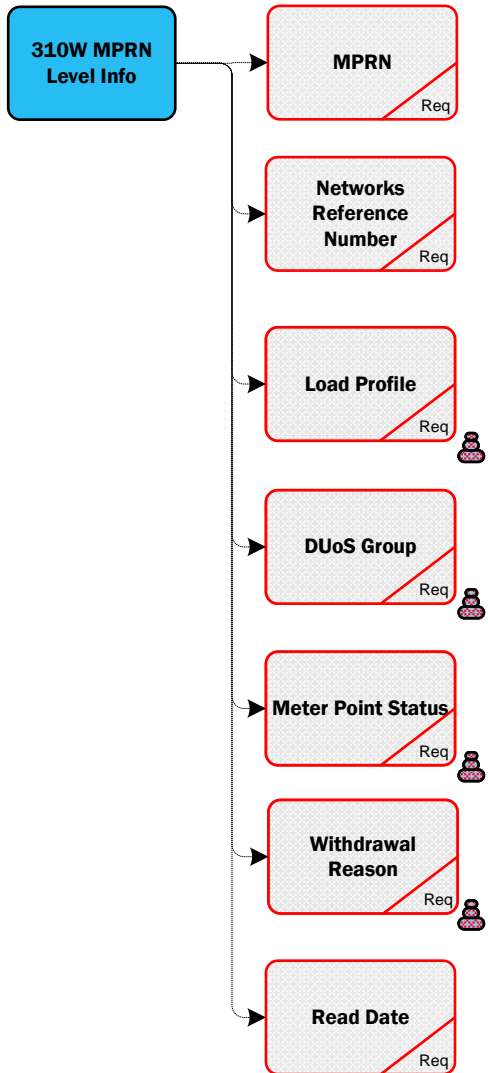 310W MPRN
Level Info
MPRN
Req
Networks
Reference
Number
Req
Load Profile
Req
DUoS Group
Req
Meter Point Status
Req
Withdrawal
Reason
Req
Read Date
Req